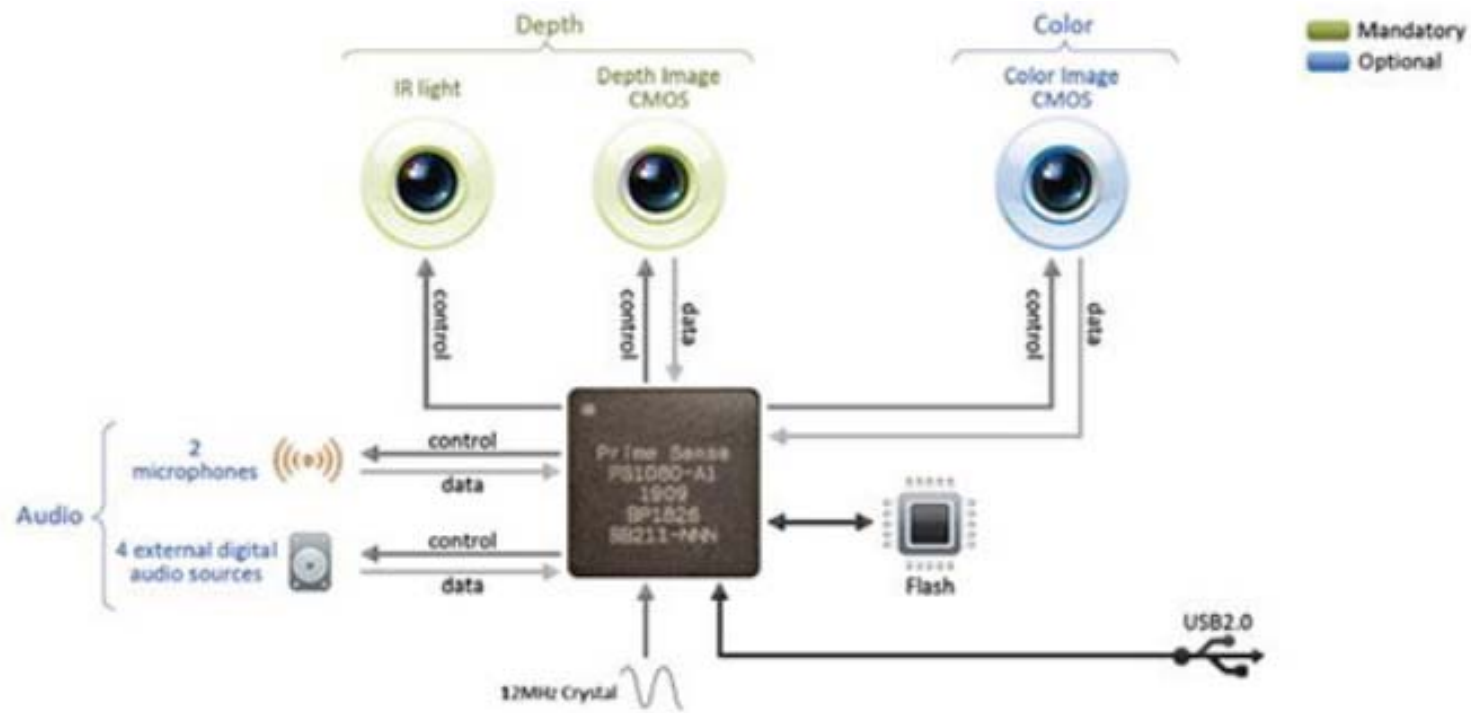 Depth
Color
Mandatory
Optional
IR light
Depth Image
CMOS
Color Image
CMOS
control
control
data
control
data
Audio
2
microphones
control
data
4 external digital
audio sources
control
data
Prime Sense
PS1080-A1
1909
BP1826
BB211-NNN
Flash
12MHz Crystal
USB2.0